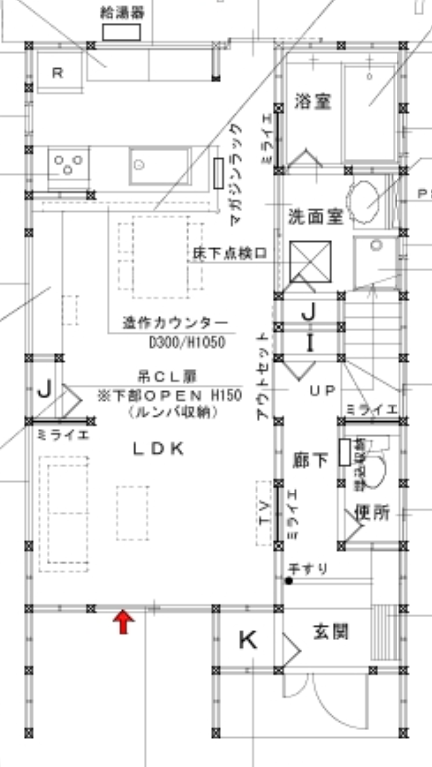 給湯器
R
浴室
ミライエ
マガジンラック
洗面室
床下点検口
造作カウンター
D300/H1050
J
I
吊CL扉
※下部OPEN H150
(ルンバ収納)
アウトセット
UP
J
ミライエ
ミライエ
LDK
廊下
埋込収納
便所
TV
ミライエ
手すり
K
玄関